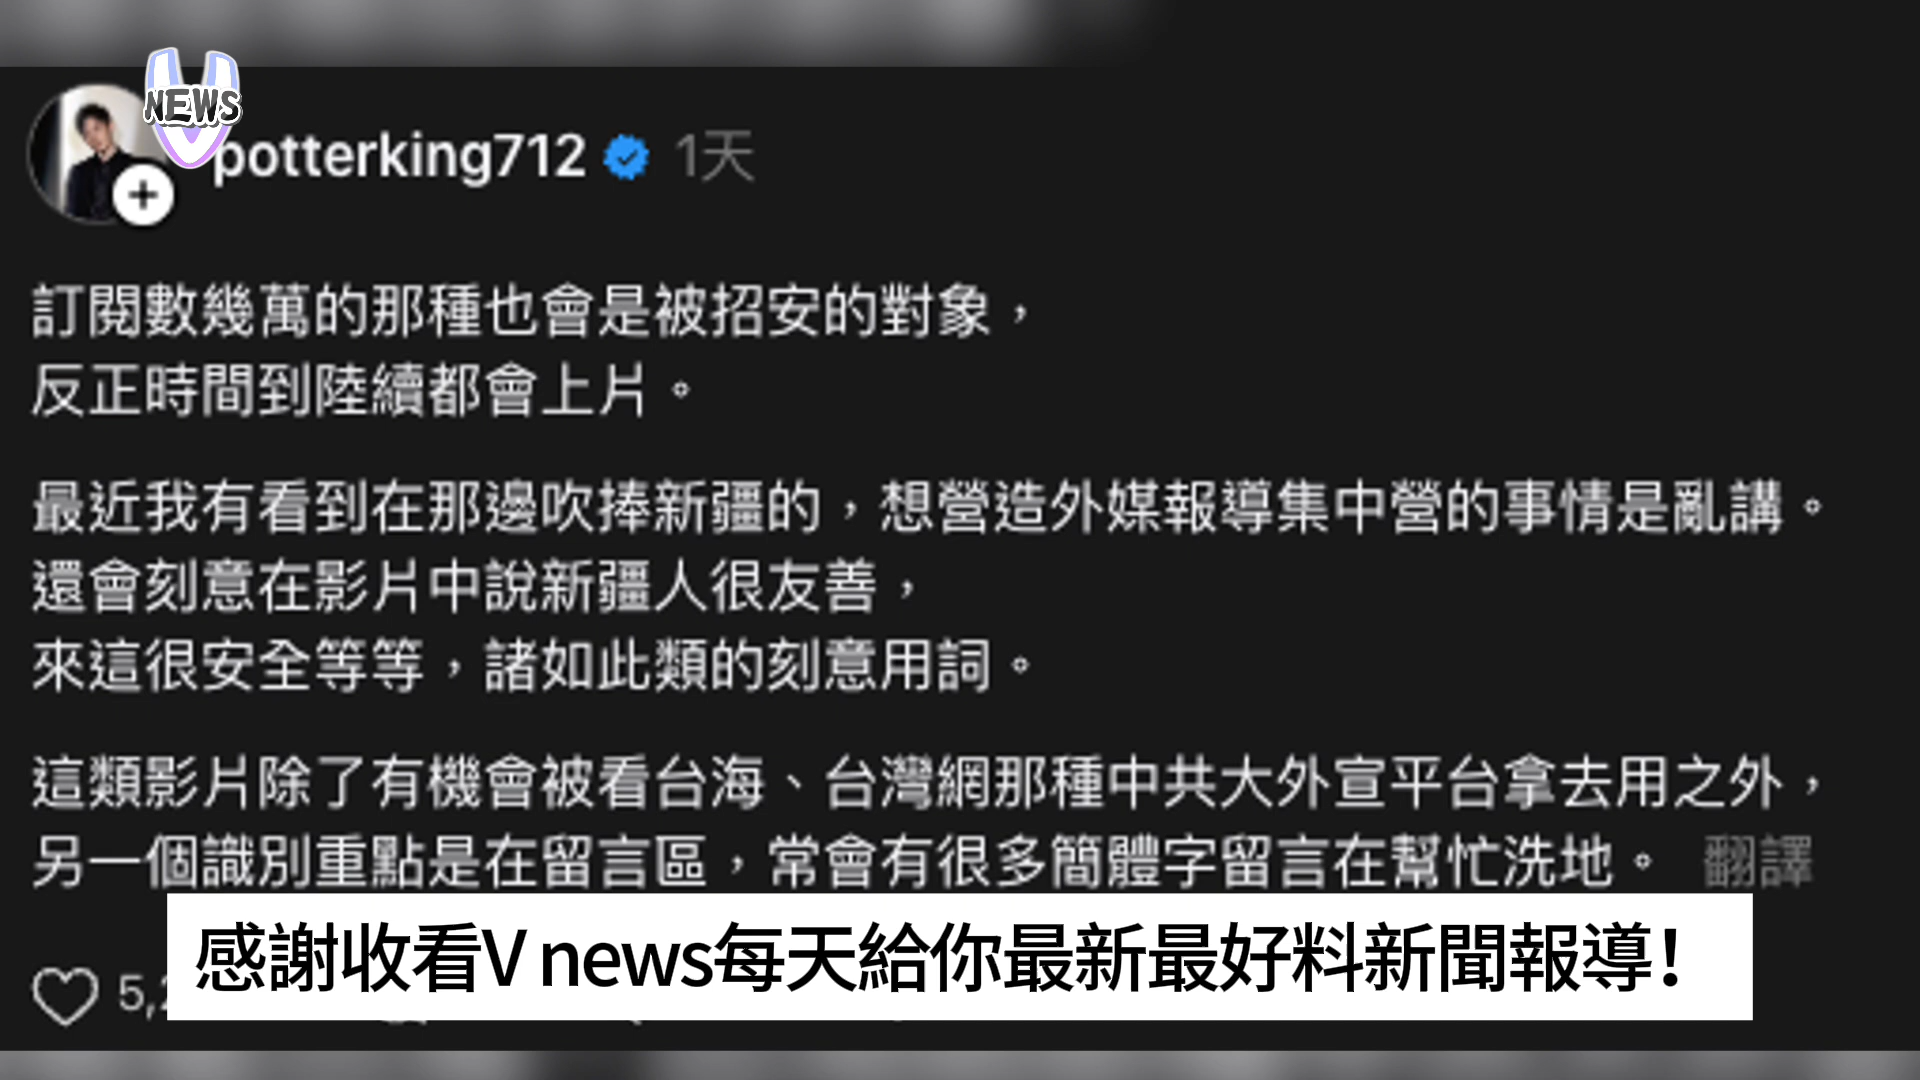 NEWS
potterking712 1天
訂閱數幾萬的那種也會是被招安的對象，
反正時間到陸續都會上片。
最近我有看到在那邊吹捧新疆的，想營造外媒報導集中營的事情是亂講。
還會刻意在影片中說新疆人很友善，
來這很安全等等，諸如此類的刻意用詞。
這類影片除了有機會被看台海、台灣網那種中共大外宣平台拿去用之外，
另一個識別重點是在留言區，常會有很多簡體字留言在幫忙洗地。 翻譯
感謝收看V news每天給你最新最好料新聞報導！
5,